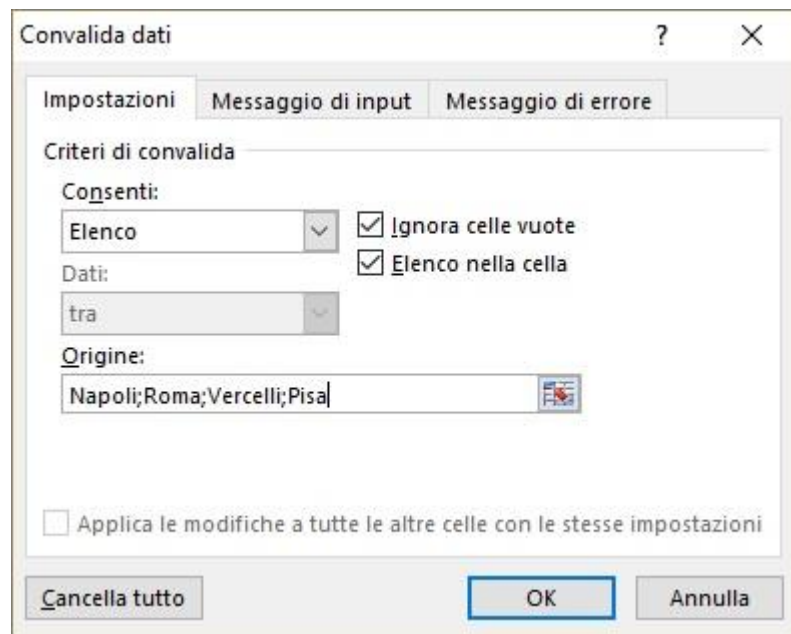 Convalida dati ?
Impostazioni Messaggio di input Messaggio di errore
Criteri di convalida
Consenti:
Elenco
Ignora celle vuote
Elenco nella cella
Dati:
tra
Origine:
Napoli;Roma;Vercelli;Pisa
Applica le modifiche a tutte le altre celle con le stesse impostazioni
Cancella tutto OK Annulla